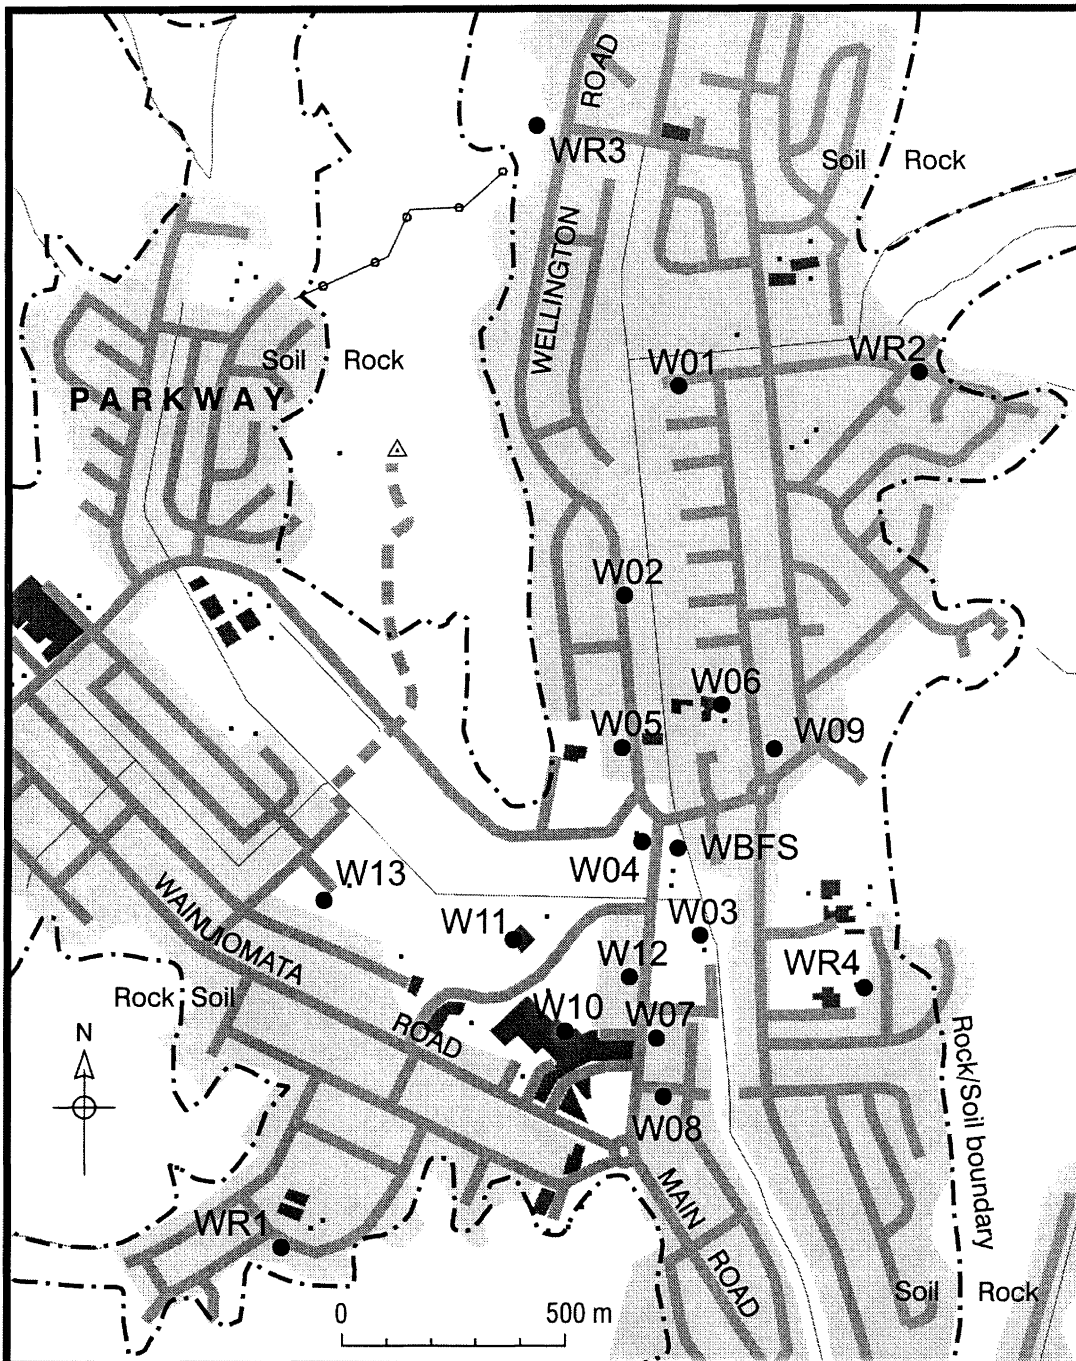 ROAD
WR3
Soil Rock
WELLINGTON
WR2
Soil Rock
W01
PARKWAY
W02
W06
W05
W09
W04
WBFS
W13
WAINUIOMATA
W11
W03
W12
WR4
Rock Soil
W10
W07
ROAD
N
Rock/Soil boundary
W08
MAIN
WR1
ROAD
Soil Rock
0 500 m